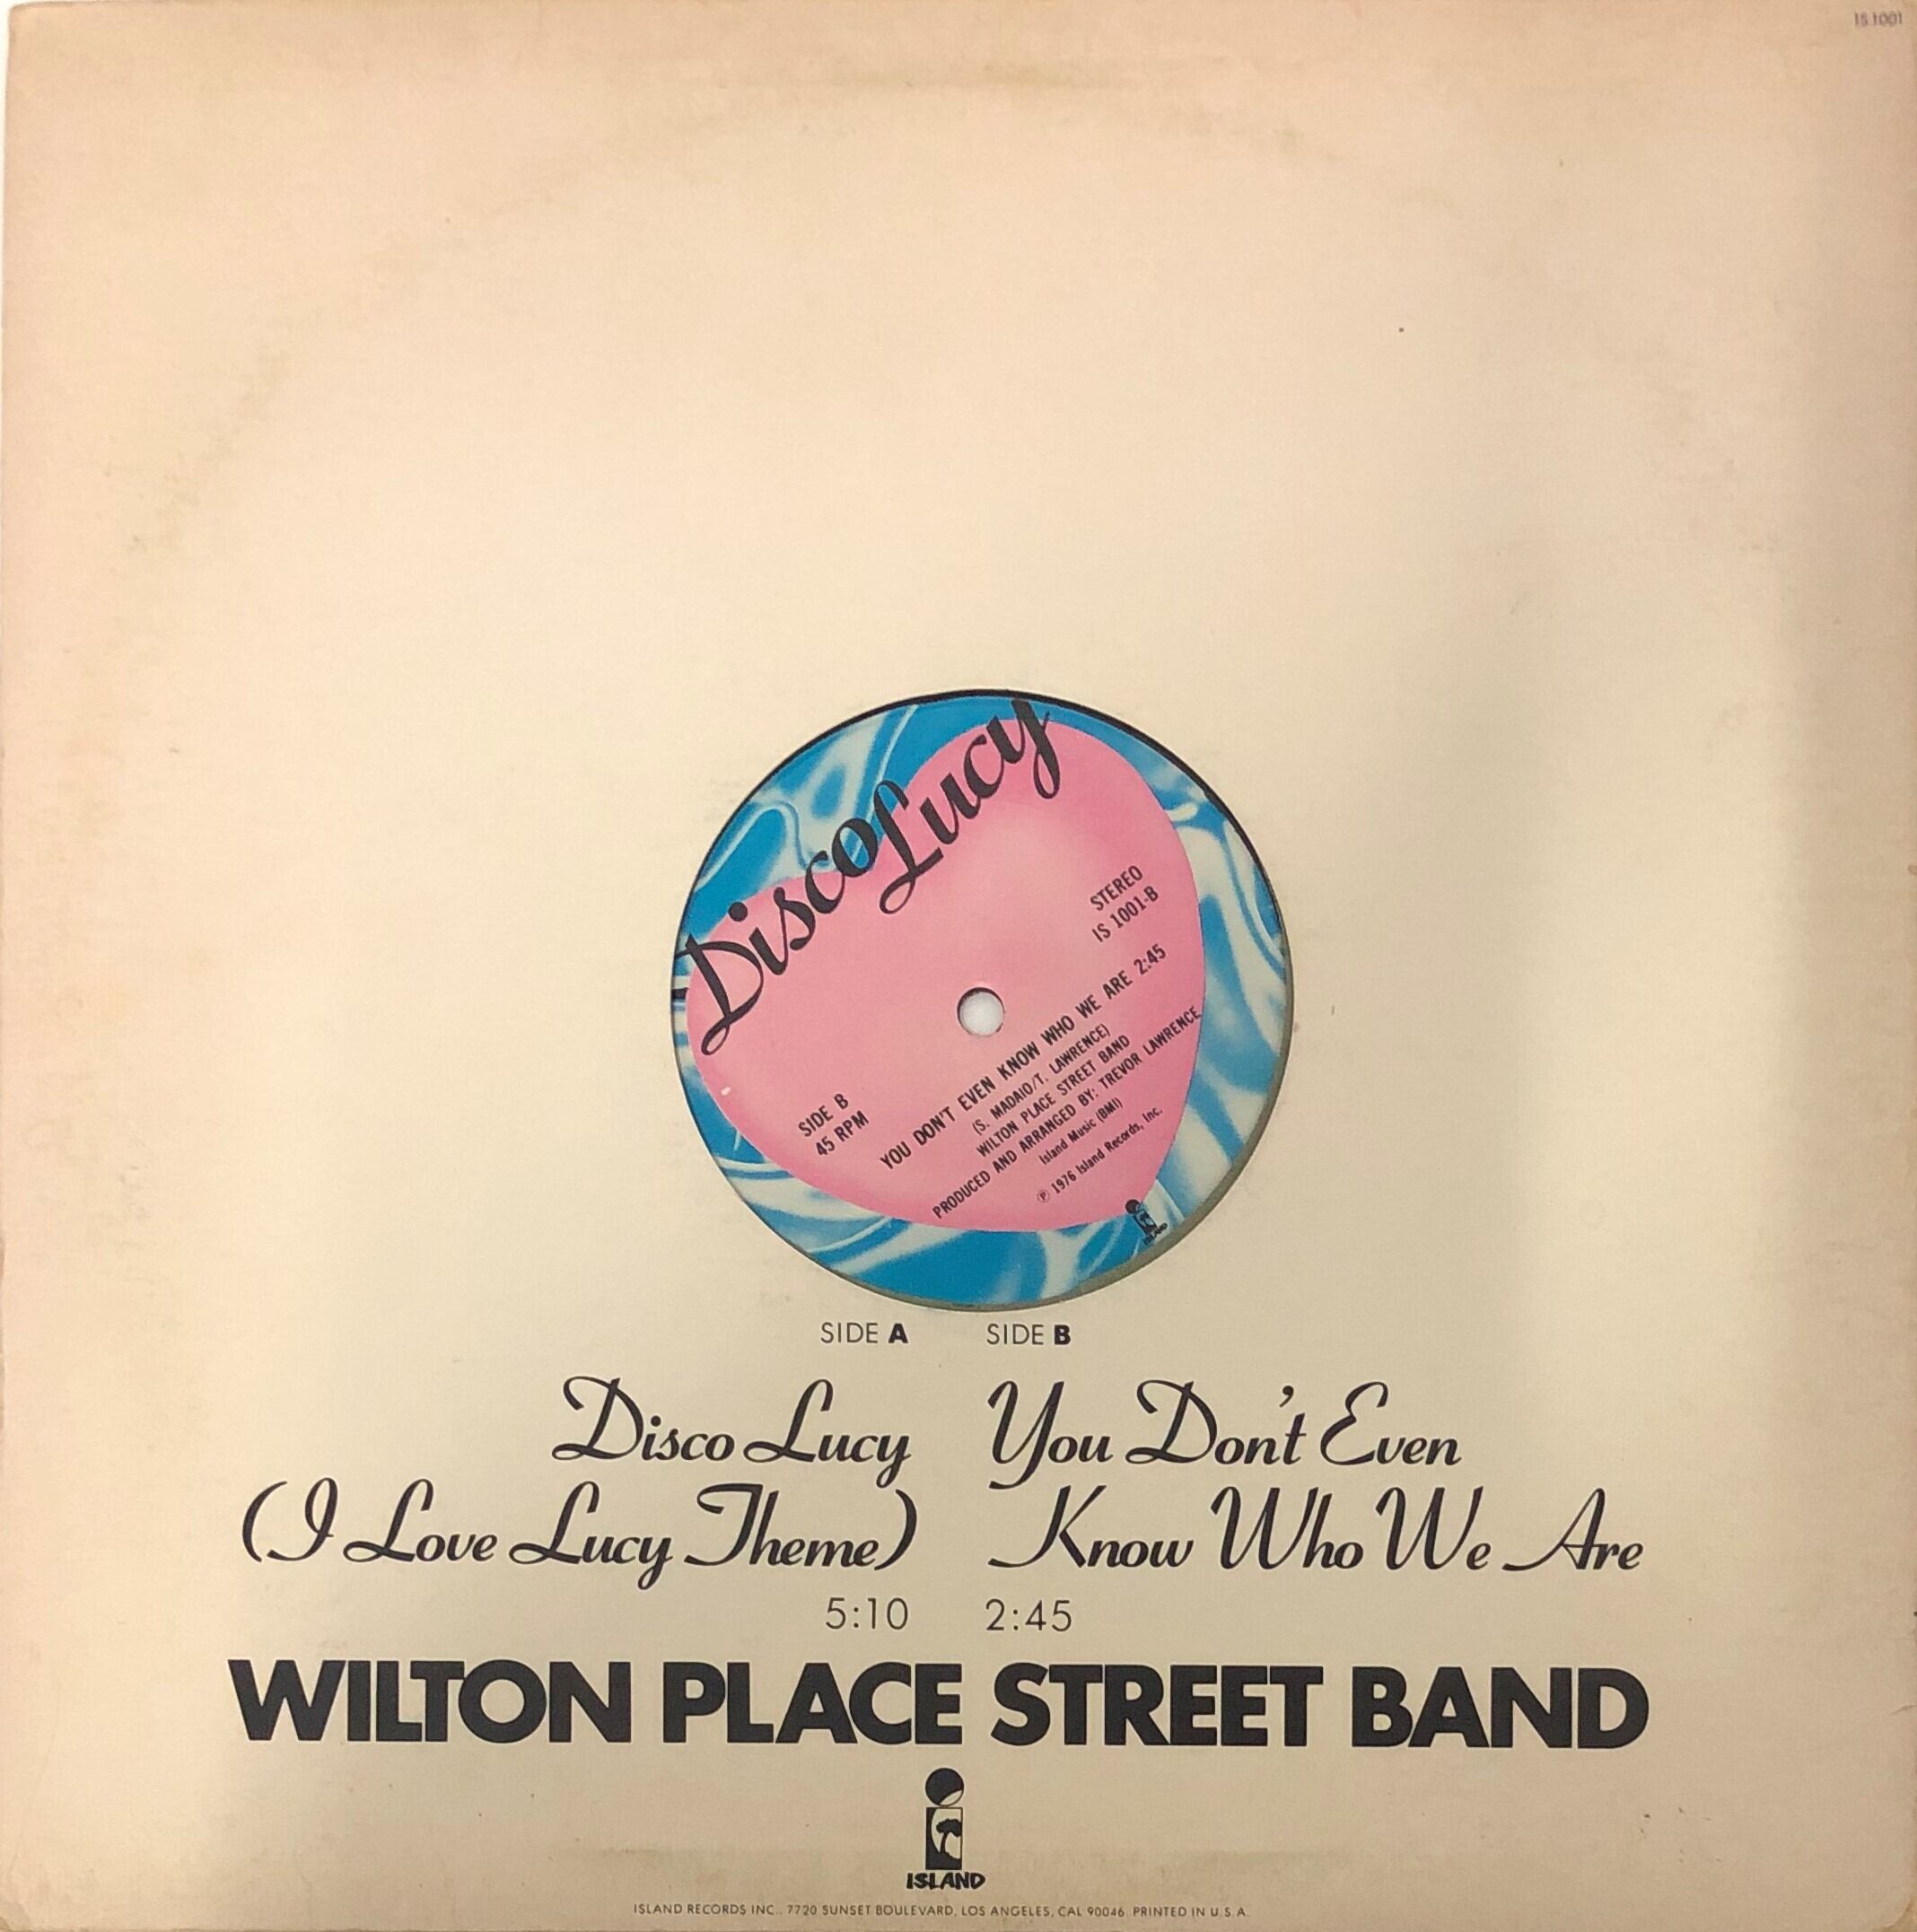 IS 1001
Disco Lucy
STEREO
IS 1001-B
SIDE B
45 RPM
YOU DON'T EVEN KNOW WHO WE ARE 2:45
(S. MADAIO/T. LAWRENCE)
WILTON PLACE STREET BAND
PRODUCED AND ARRANGED BY: TREVOR LAWRENCE
Island Music (BMI)
℗ 1976 Island Records, Inc.
ISLAND
SIDE A
Disco Lucy
(I Love Lucy Theme)
5:10
SIDE B
You Don't Even
Know Who We Are
2:45
WILTON PLACE STREET BAND
ISLAND
ISLAND RECORDS INC., 7720 SUNSET BOULEVARD, LOS ANGELES, CAL 90046. PRINTED IN U.S.A.